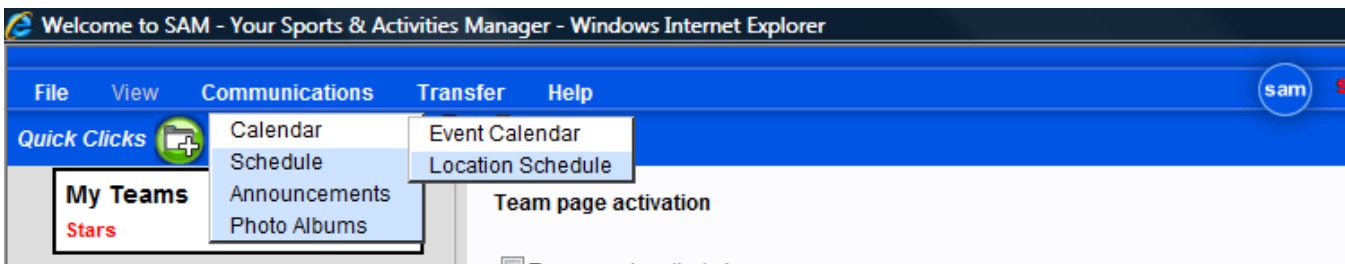 Welcome to SAM - Your Sports & Activities Manager - Windows Internet Explorer
File View Communications Transfer Help
sam
Quick Clicks
Calendar
Schedule
Announcements
Photo Albums
Event Calendar
Location Schedule
My Teams
Stars
Team page activation